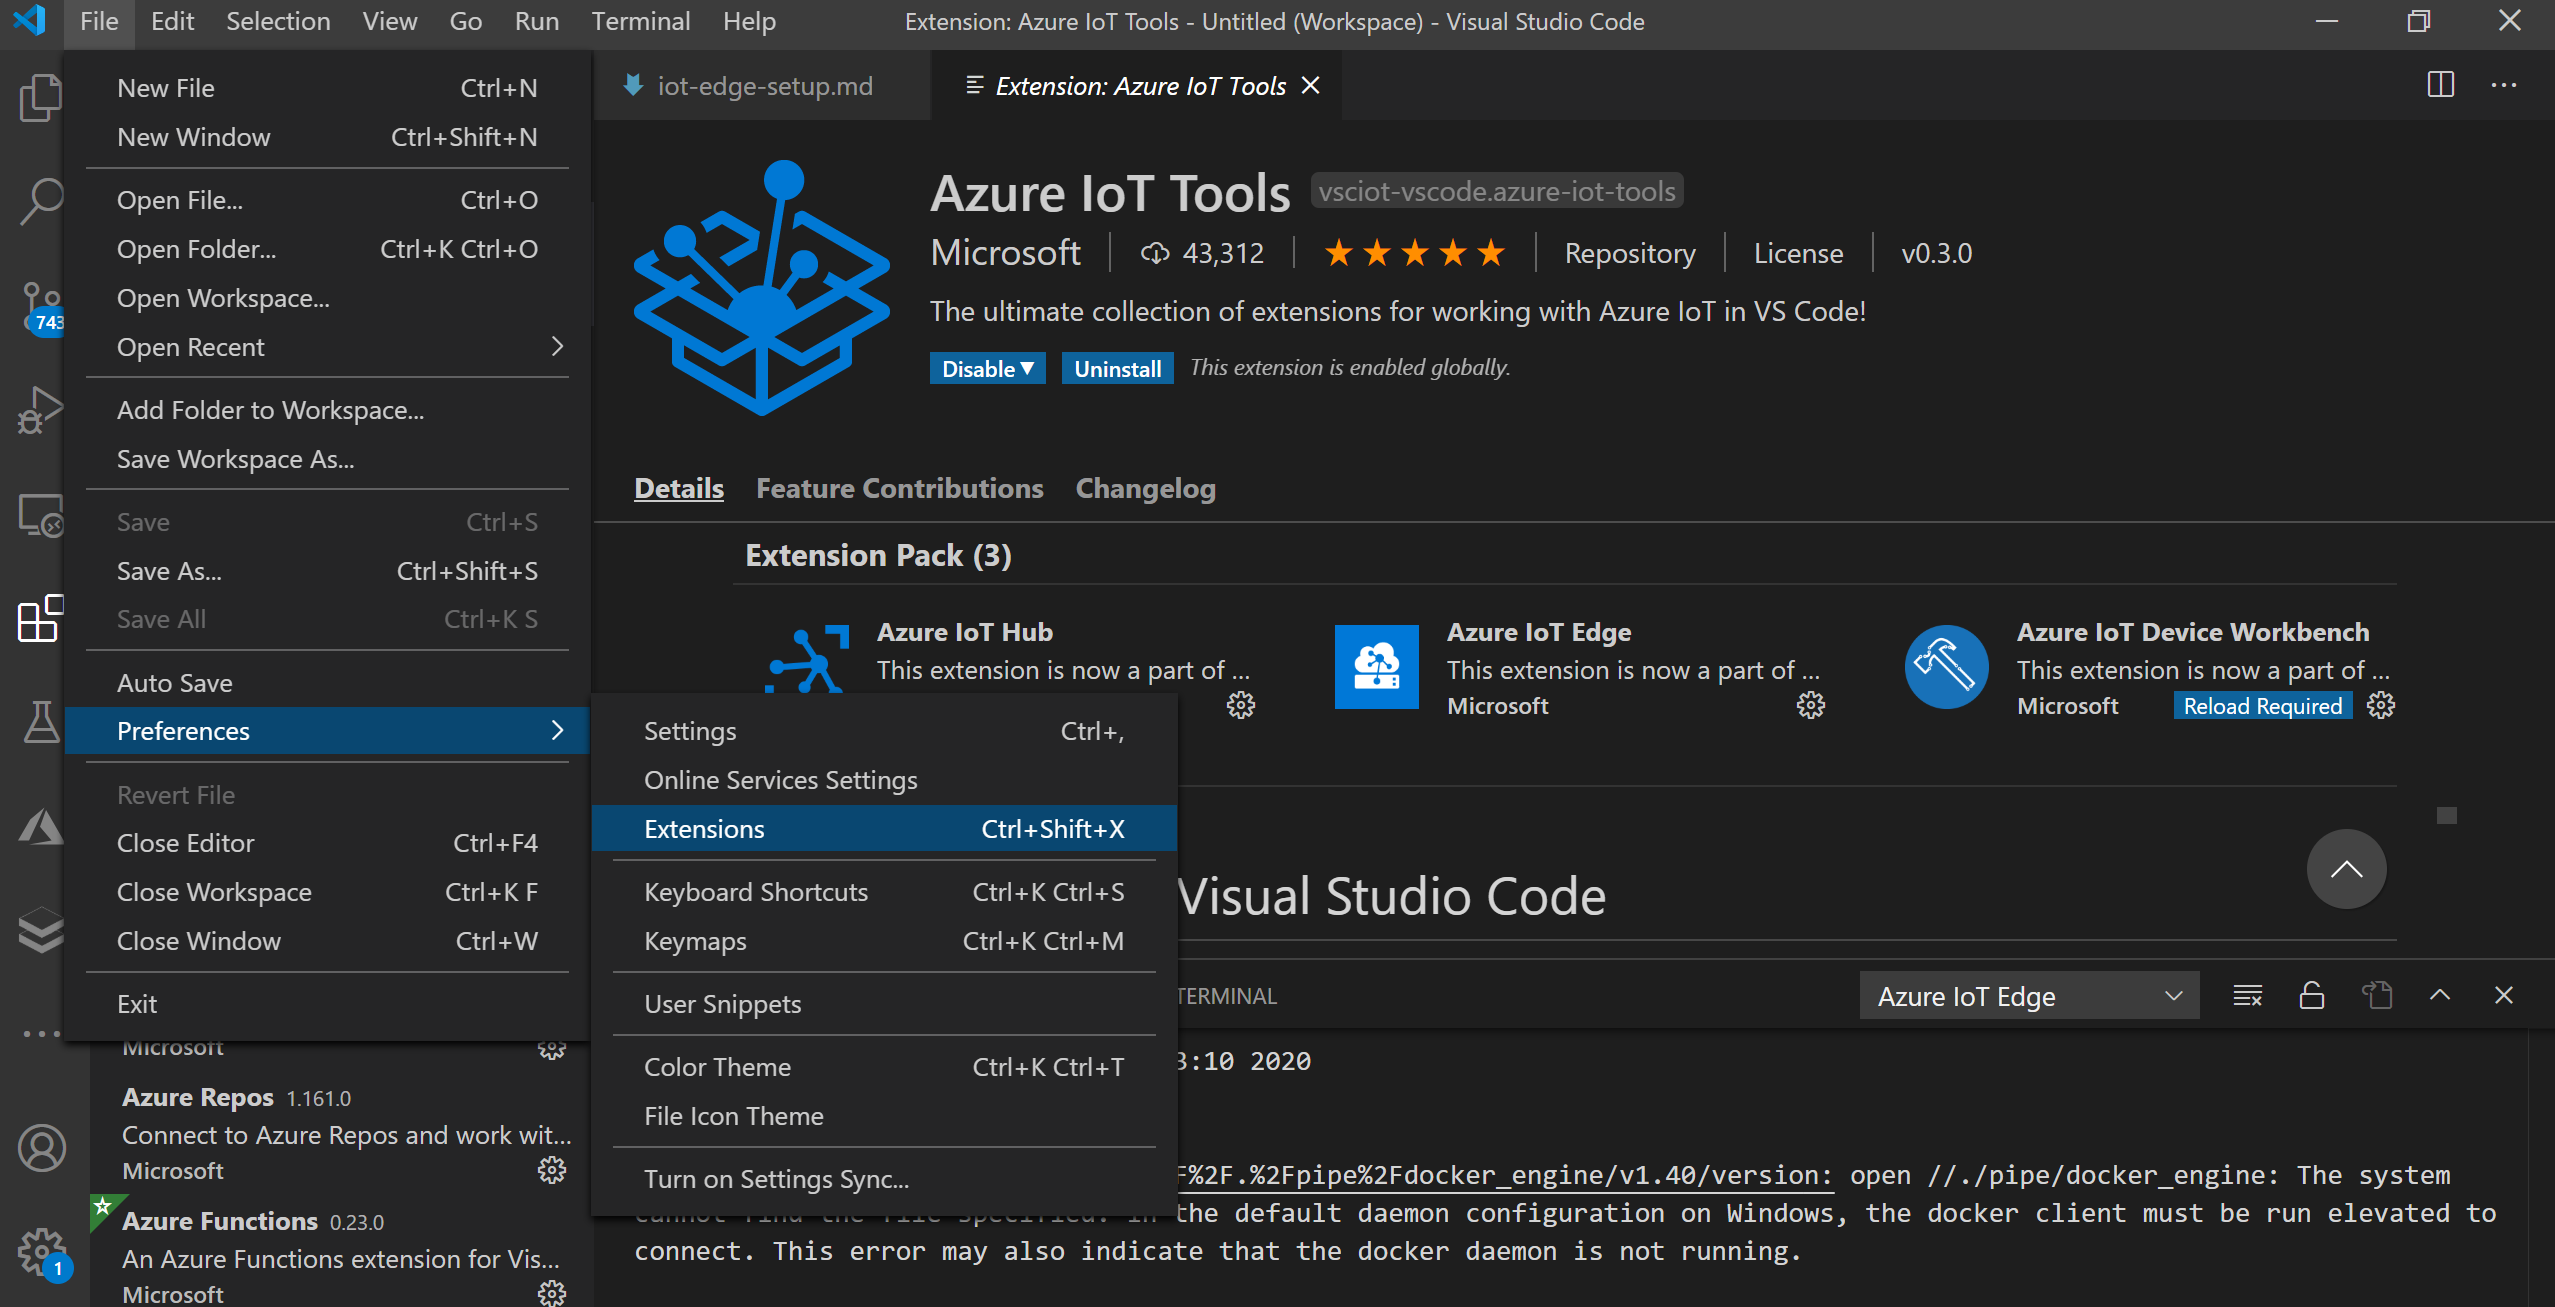 File Edit Selection View Go Run Terminal Help Extension: Azure IoT Tools - Untitled (Workspace) - Visual Studio Code
New File Ctrl+N
New Window Ctrl+Shift+N
Open File... Ctrl+O
Open Folder... Ctrl+K Ctrl+O
Open Workspace...
Open Recent
Add Folder to Workspace...
Save Workspace As...
Save Ctrl+S
Save As... Ctrl+Shift+S
Save All Ctrl+K S
Auto Save
Preferences
Revert File
Close Editor Ctrl+F4
Close Workspace Ctrl+K F
Close Window Ctrl+W
Exit
743
1
Settings Ctrl+,
Online Services Settings
Extensions Ctrl+Shift+X
Keyboard Shortcuts Ctrl+K Ctrl+S
Keymaps Ctrl+K Ctrl+M
User Snippets
Color Theme Ctrl+K Ctrl+T
File Icon Theme
Turn on Settings Sync...
Microsoft
Azure Repos 1.161.0
Connect to Azure Repos and work wit...
Microsoft
Azure Functions 0.23.0
An Azure Functions extension for Vis...
Microsoft
iot-edge-setup.md Extension: Azure IoT Tools
Azure IoT Tools vsciot-vscode.azure-iot-tools
Microsoft 43,312 Repository License v0.3.0
The ultimate collection of extensions for working with Azure IoT in VS Code!
Disable Uninstall This extension is enabled globally.
Details Feature Contributions Changelog
Extension Pack (3)
Azure IoT Hub
This extension is now a part of ...
Azure IoT Edge
This extension is now a part of ...
Microsoft
Azure IoT Device Workbench
This extension is now a part of ...
Microsoft Reload Required
Visual Studio Code
TERMINAL Azure IoT Edge
3:10 2020
F%2F.%2Fpipe%2Fdocker_engine/v1.40/version: open //./pipe/docker_engine: The system
cannot find the file specified. In the default daemon configuration on Windows, the docker client must be run elevated to
connect. This error may also indicate that the docker daemon is not running.